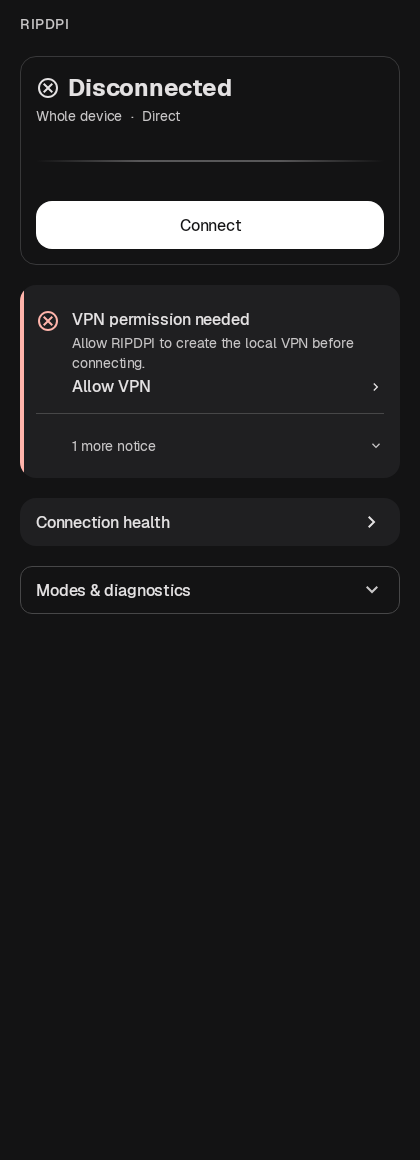 RIPDPI
Disconnected
Whole device · Direct
Connect
VPN permission needed
Allow RIPDPI to create the local VPN before
connecting.
Allow VPN
1 more notice
Connection health
Modes & diagnostics